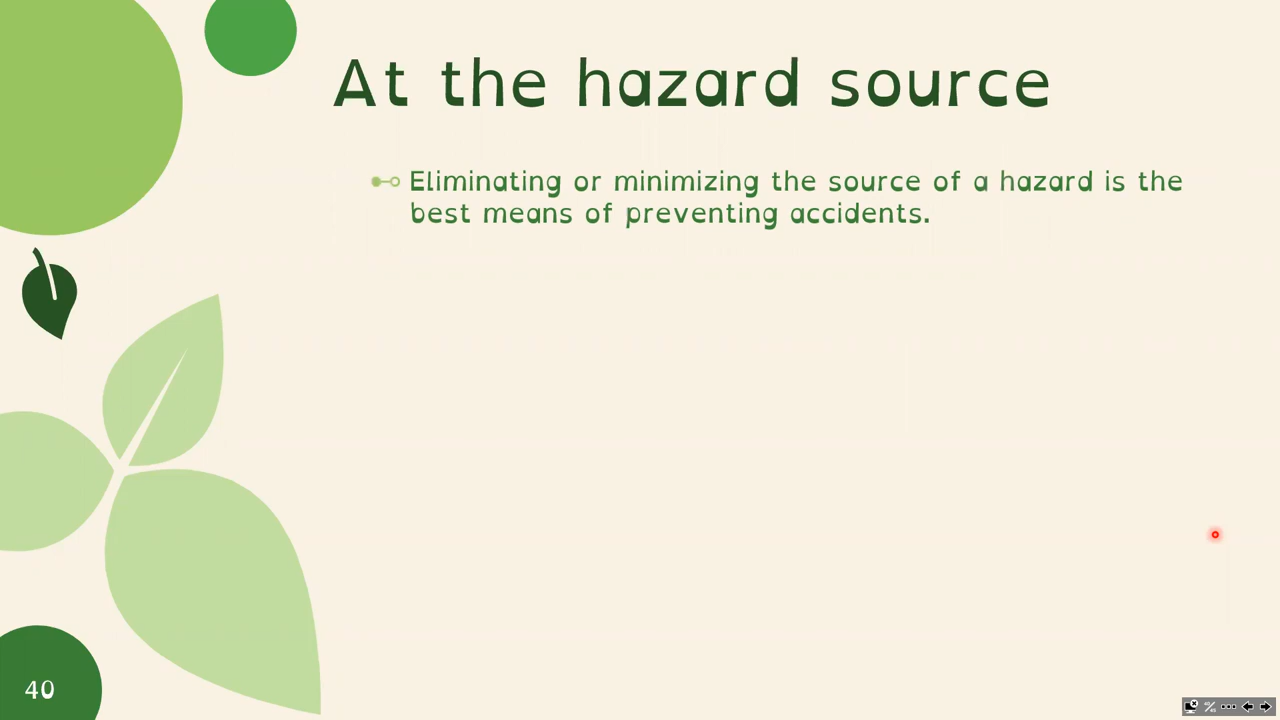 At the hazard source
Eliminating or minimizing the source of a hazard is the
best means of preventing accidents.
40